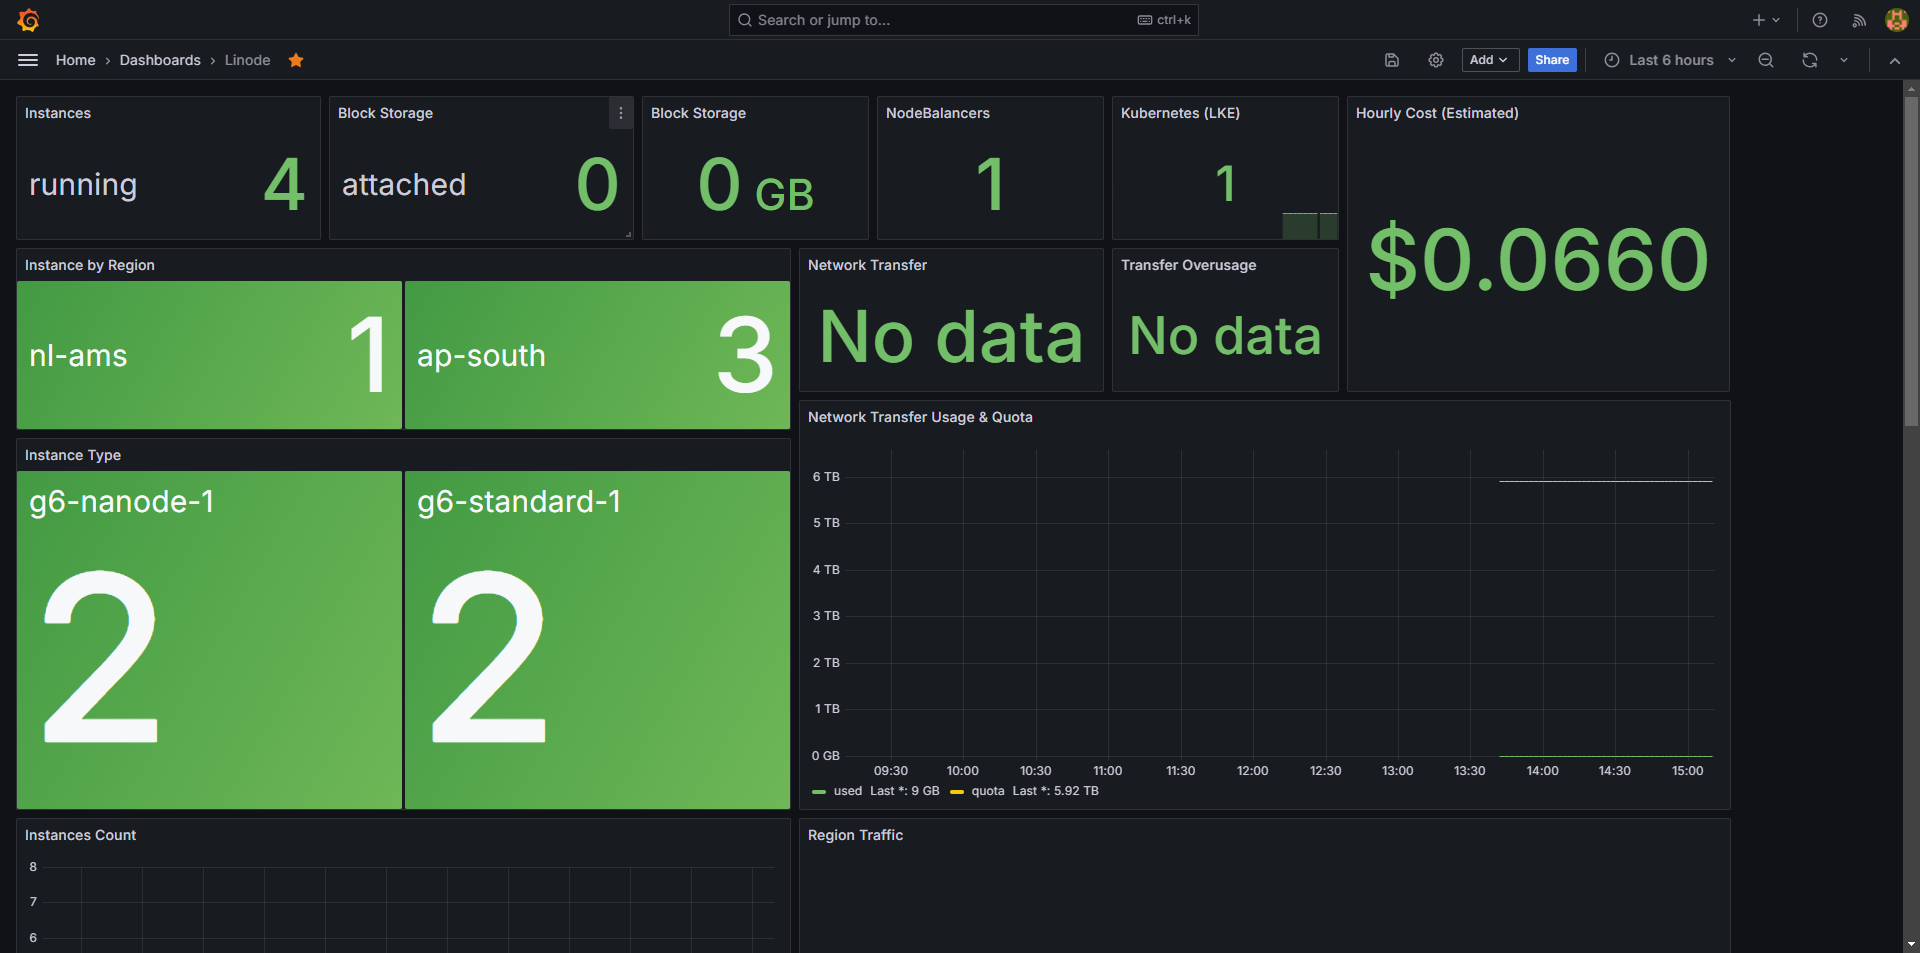 Search or jump to...
ctrl+k
Home › Dashboards › Linode
Add
Share
Last 6 hours
Instances
running
4
Block Storage
attached
0
Block Storage
0 GB
NodeBalancers
1
Kubernetes (LKE)
1
Hourly Cost (Estimated)
$0.0660
Instance by Region
nl-ams
1
ap-south
3
Network Transfer
No data
Transfer Overusage
No data
Instance Type
g6-nanode-1
2
g6-standard-1
2
Network Transfer Usage & Quota
6 TB
5 TB
4 TB
3 TB
2 TB
1 TB
0 GB
09:30 10:00 10:30 11:00 11:30 12:00 12:30 13:00 13:30 14:00 14:30 15:00
used Last *: 9 GB quota Last *: 5.92 TB
Instances Count
8
7
6
Region Traffic